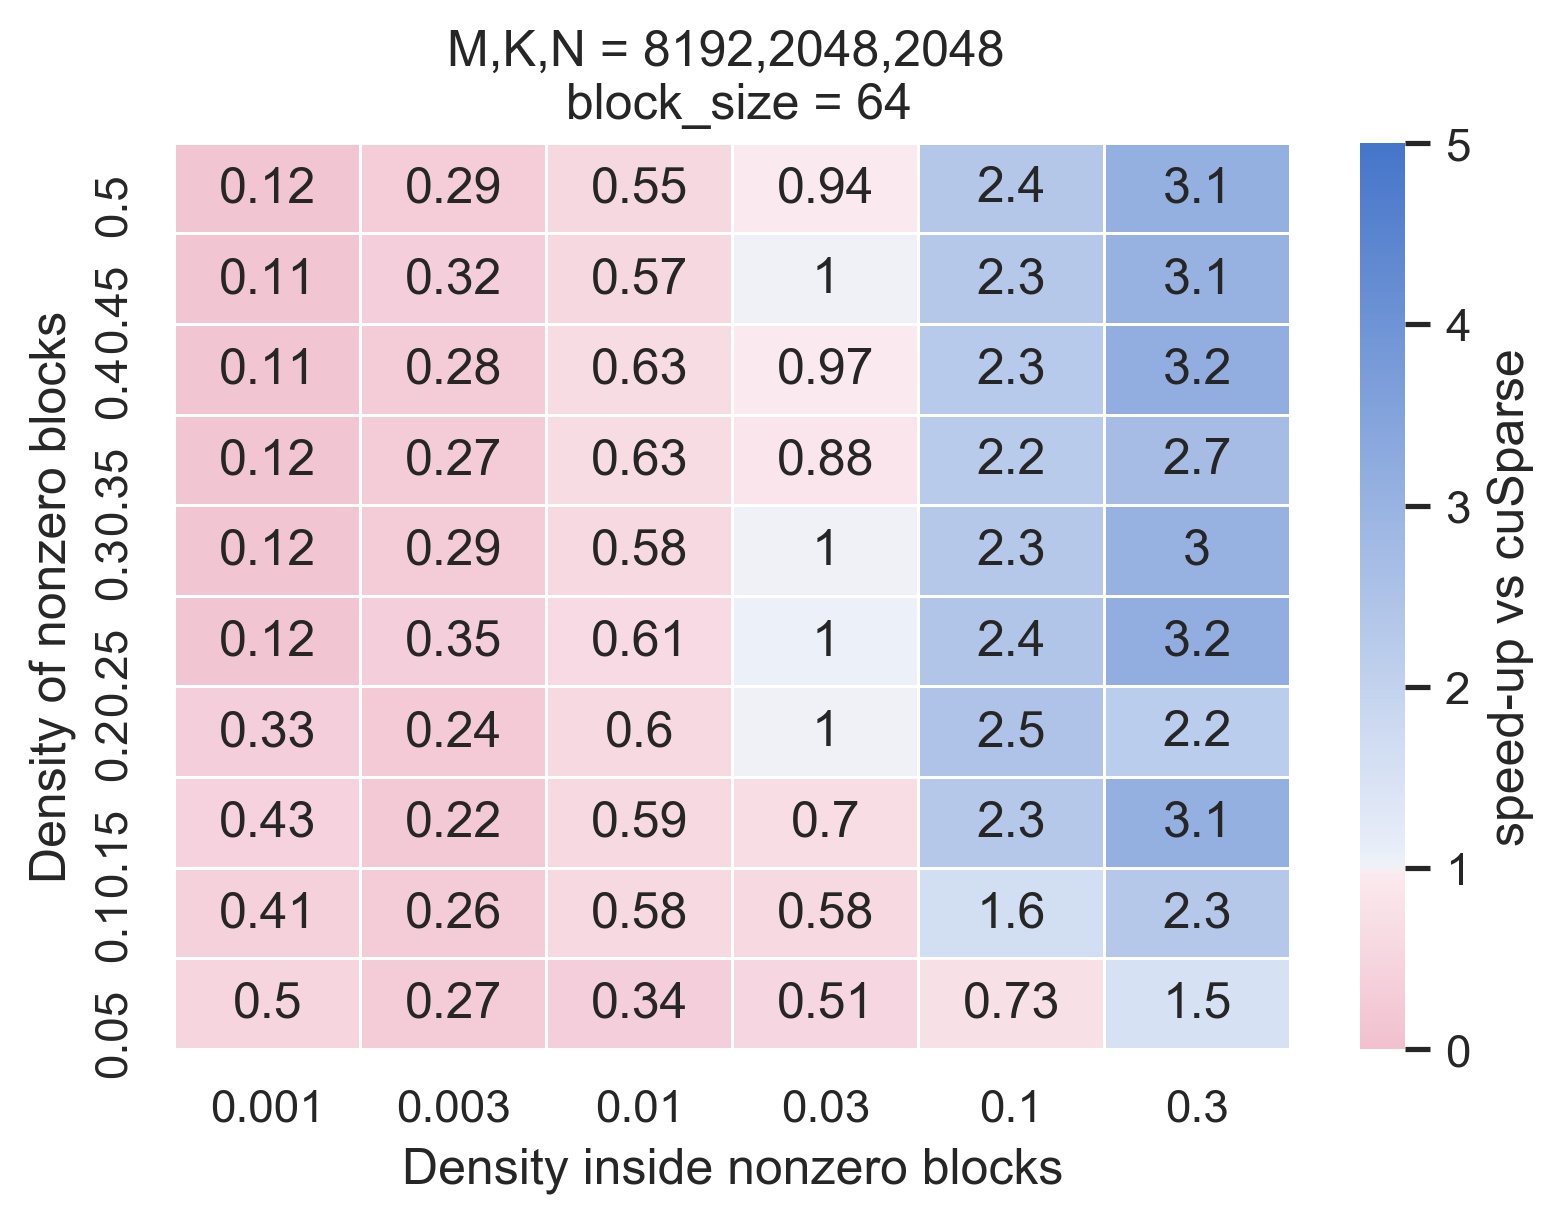 M,K,N = 8192,2048,2048
block_size = 64
Density of nonzero blocks
0.5 0.12 0.29 0.55 0.94 2.4 3.1
0.45 0.11 0.32 0.57 1 2.3 3.1
0.4 0.11 0.28 0.63 0.97 2.3 3.2
0.35 0.12 0.27 0.63 0.88 2.2 2.7
0.30 0.12 0.29 0.58 1 2.3 3
0.25 0.12 0.35 0.61 1 2.4 3.2
0.20 0.33 0.24 0.6 1 2.5 2.2
0.15 0.43 0.22 0.59 0.7 2.3 3.1
0.10 0.41 0.26 0.58 0.58 1.6 2.3
0.05 0.5 0.27 0.34 0.51 0.73 1.5
0.001 0.003 0.01 0.03 0.1 0.3
Density inside nonzero blocks
5
4
3
2
1
0
speed-up vs cuSparse